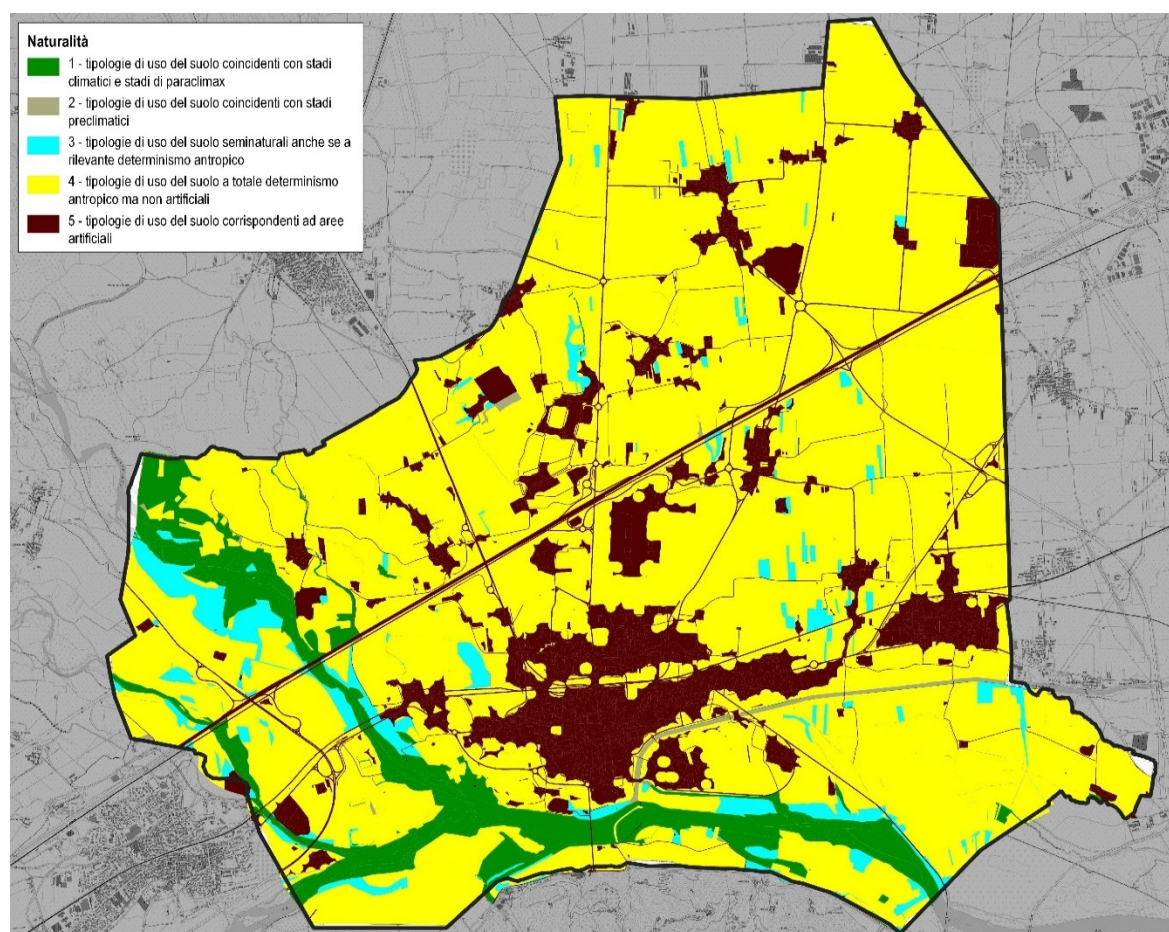 Naturalità
1 - tipologie di uso del suolo coincidenti con stadi
climatici e stadi di paraclimax
2 - tipologie di uso del suolo coincidenti con stadi
preclimatici
3 - tipologie di uso del suolo seminaturali anche se a
rilevante determinismo antropico
4 - tipologie di uso del suolo a totale determinismo
antropico ma non artificiali
5 - tipologie di uso del suolo corrispondenti ad aree
artificiali